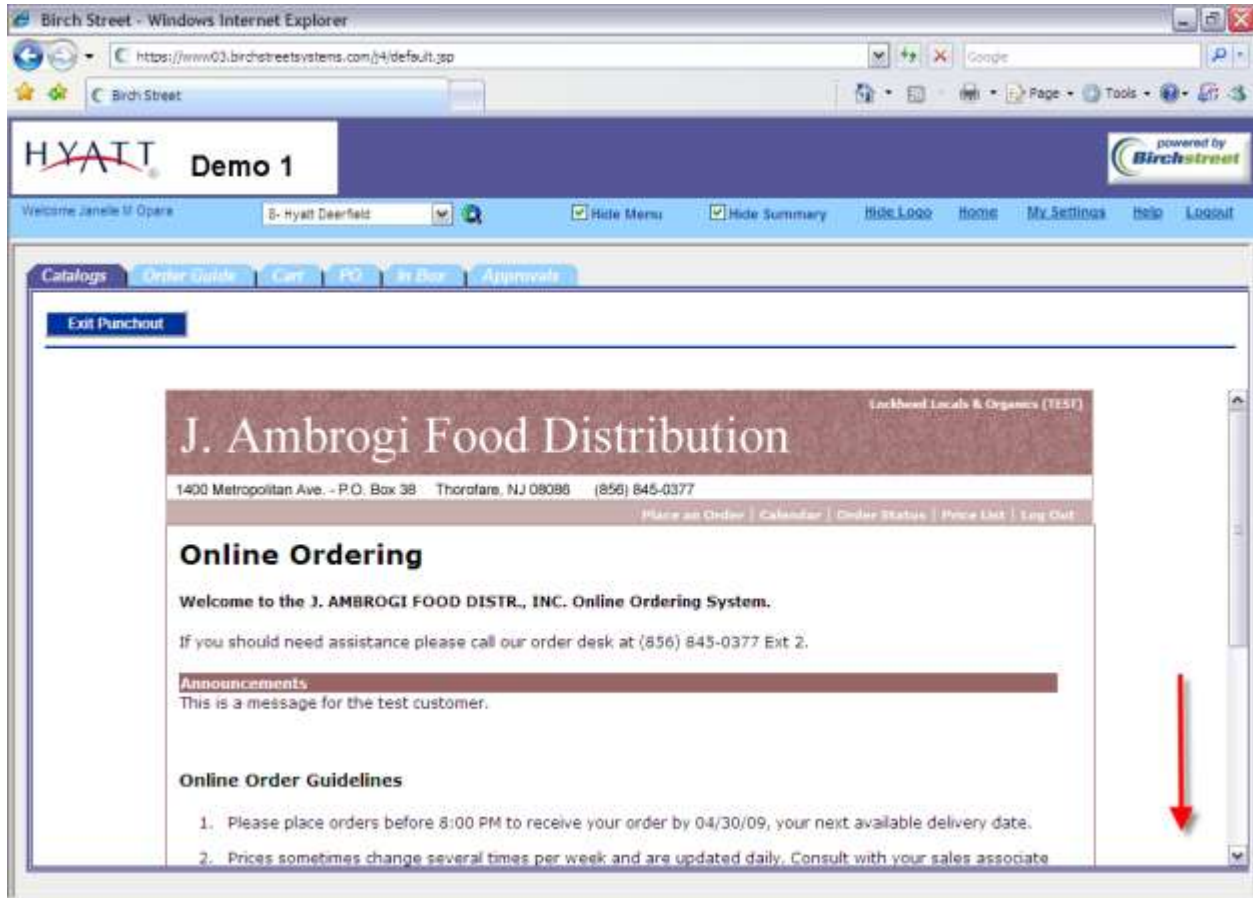 Birch Street - Windows Internet Explorer
https://www03.birchstreetsystems.com/j4/default.jsp
Google
Birch Street
Page Tools
HYATT Demo 1
powered by
Birchstreet
Welcome Janelle M Opara 8- Hyatt Deerfield Hide Menu Hide Summary Hide Logo Home My Settings Help Logout
Catalogs Order Guide Cart PO In Box Approvals
Exit Punchout
Lockheed Locals & Organics (TEST)
J. Ambrogi Food Distribution
1400 Metropolitan Ave. - P.O. Box 38 Thorofare, NJ 08086 (856) 845-0377
Place an Order | Calendar | Order Status | Price List | Log Out
Online Ordering
Welcome to the J. AMBROGI FOOD DISTR., INC. Online Ordering System.
If you should need assistance please call our order desk at (856) 845-0377 Ext 2.
Announcements
This is a message for the test customer.
Online Order Guidelines
1. Please place orders before 8:00 PM to receive your order by 04/30/09, your next available delivery date.
2. Prices sometimes change several times per week and are updated daily. Consult with your sales associate